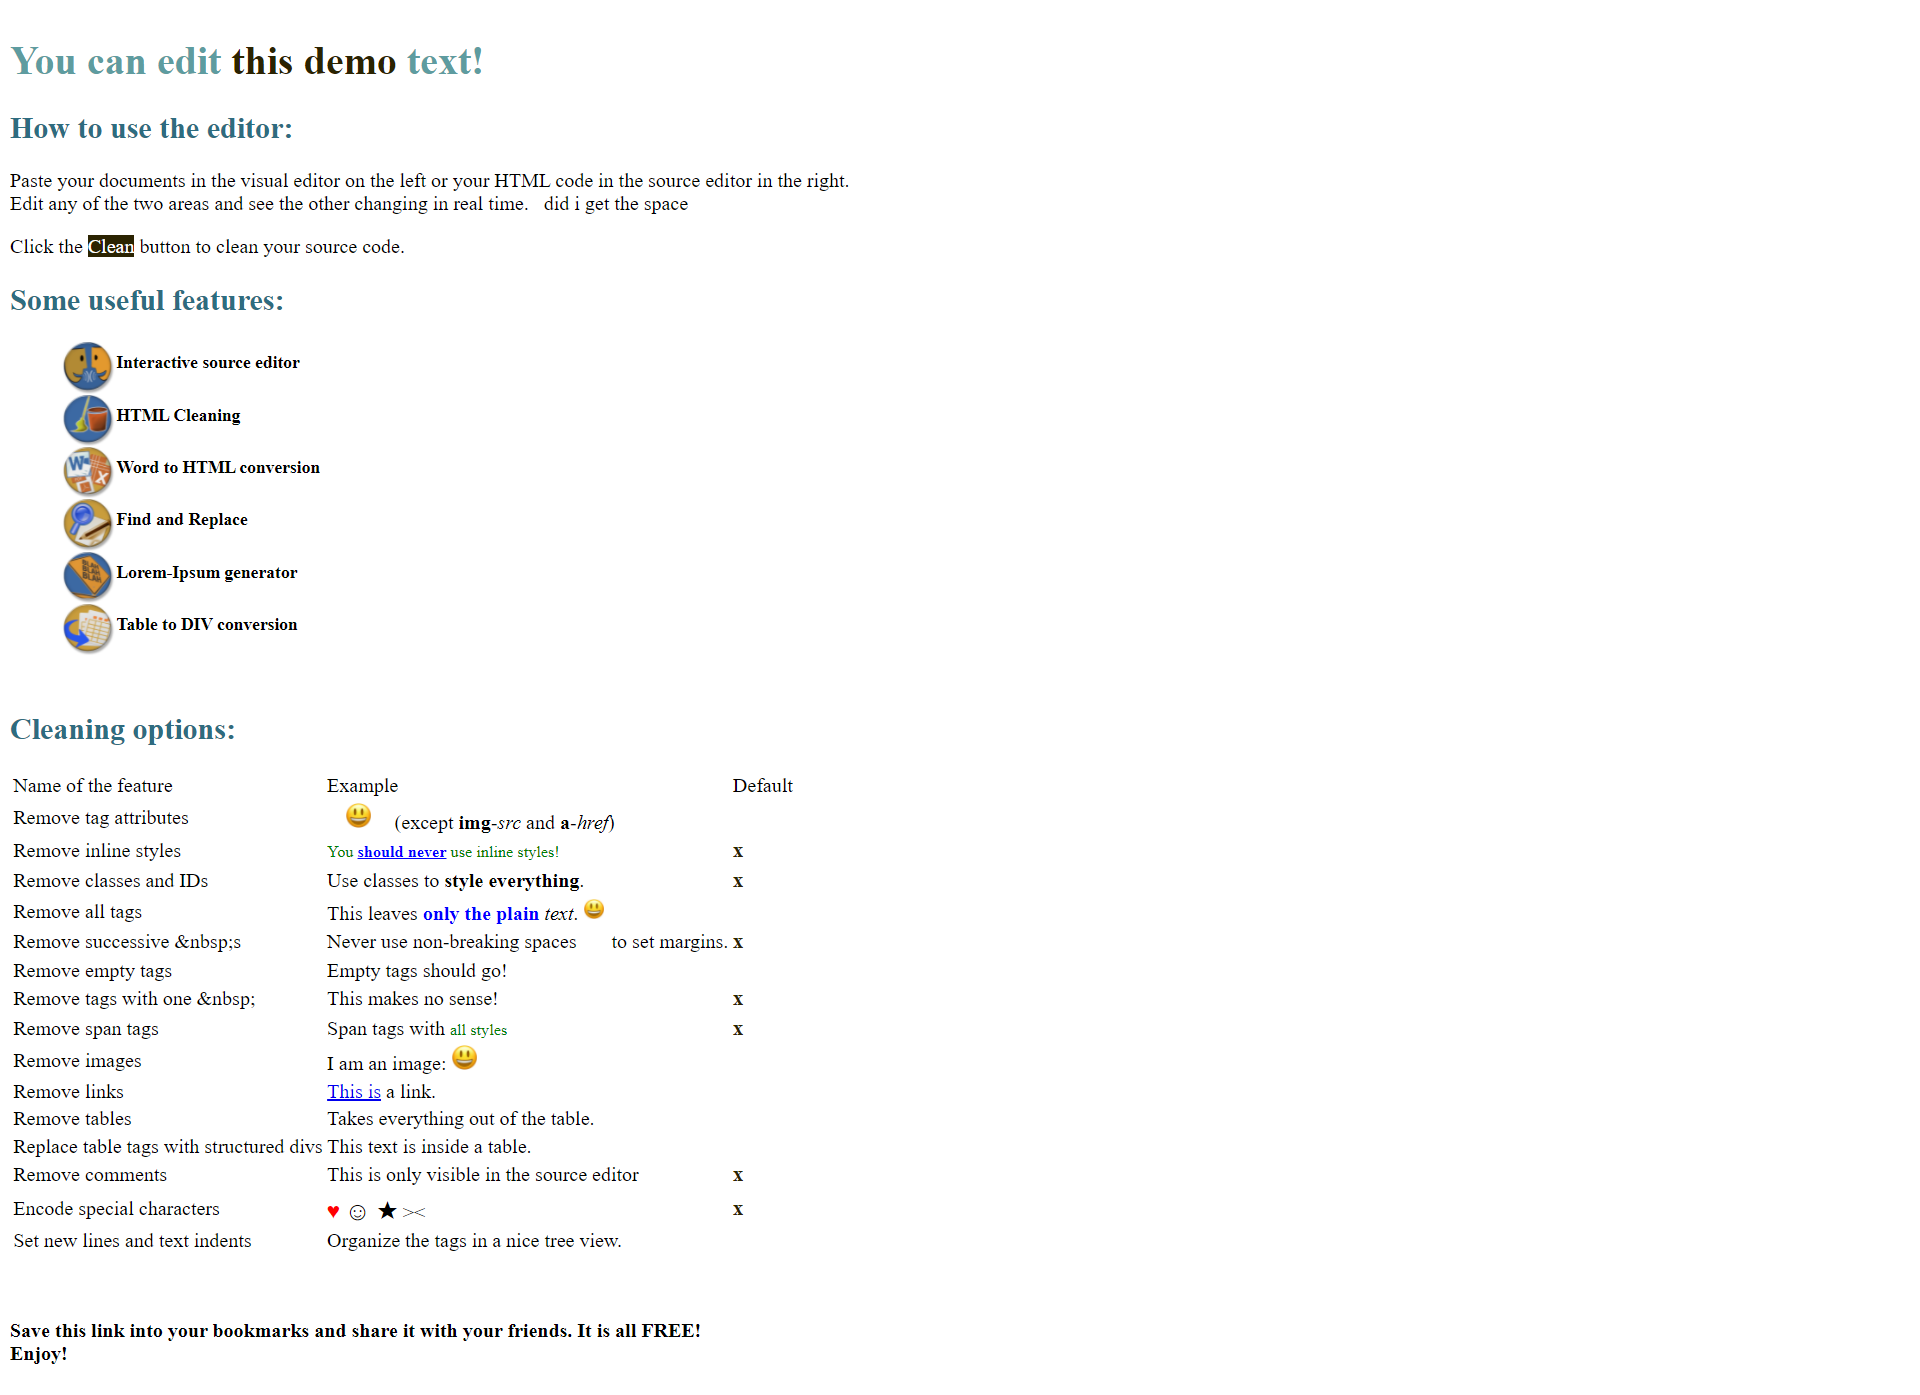 You can edit this demo text!
How to use the editor:
Paste your documents in the visual editor on the left or your HTML code in the source editor in the right.
Edit any of the two areas and see the other changing in real time.   did i get the space
Click the Clean button to clean your source code.
Some useful features:
Interactive source editor
HTML Cleaning
Word to HTML conversion
Find and Replace
BLAH BLAH BLAH Lorem-Ipsum generator
Table to DIV conversion
Cleaning options:
Name of the feature Example Default
Remove tag attributes 😃 (except img-src and a-href)
Remove inline styles You should never use inline styles! x
Remove classes and IDs Use classes to style everything. x
Remove all tags This leaves only the plain text. 😃
Remove successive &nbsp;s Never use non-breaking spaces     to set margins. x
Remove empty tags Empty tags should go!
Remove tags with one &nbsp; This makes no sense! x
Remove span tags Span tags with all styles x
Remove images I am an image: 😃
Remove links This is a link.
Remove tables Takes everything out of the table.
Replace table tags with structured divs This text is inside a table.
Remove comments This is only visible in the source editor x
Encode special characters ♥ ☺ ★ >< x
Set new lines and text indents Organize the tags in a nice tree view.
Save this link into your bookmarks and share it with your friends. It is all FREE!
Enjoy!